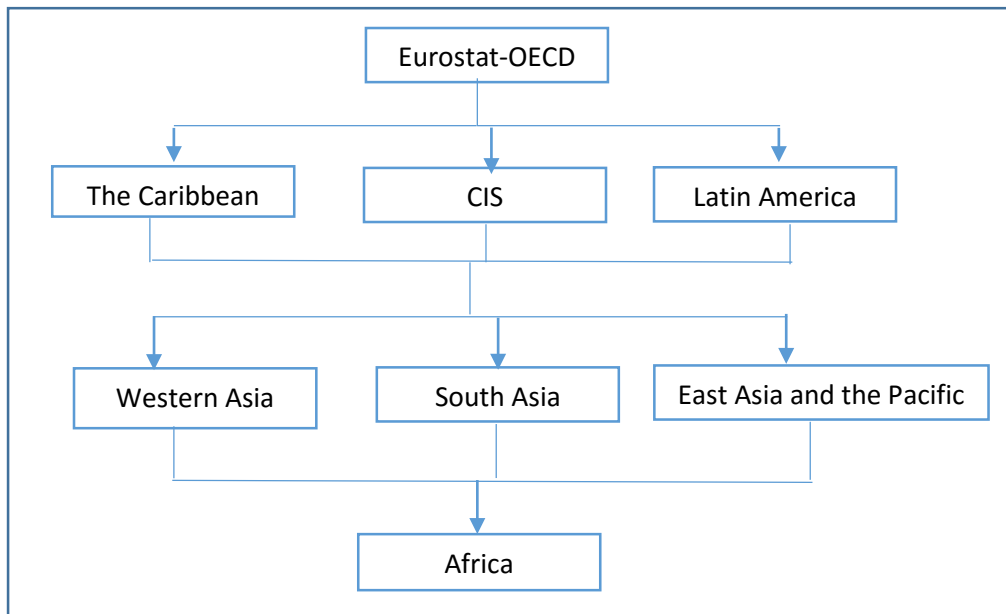 Eurostat-OECD
The Caribbean
CIS
Latin America
Western Asia
South Asia
East Asia and the Pacific
Africa